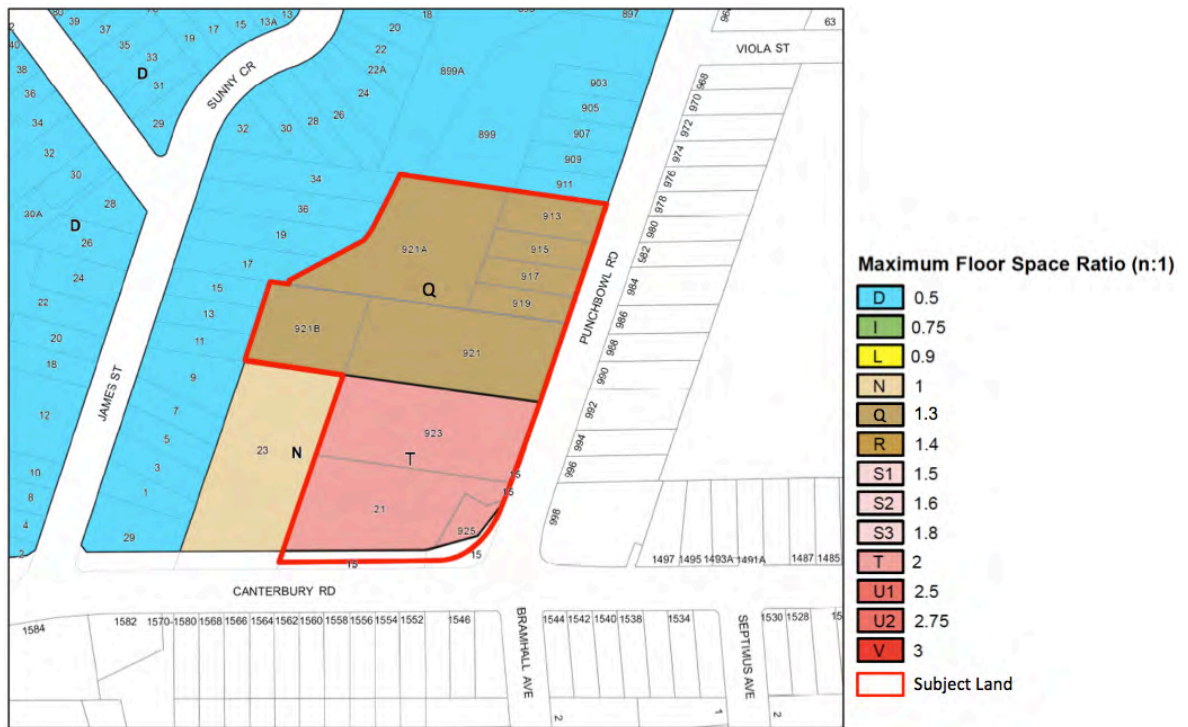 80
39
37
35
33
31
29
D
19
17
15
13A
13
SUNNY CR
18
20
22
22A
24
26
28
30
32
34
36
19
17
15
13
11
9
7
5
3
1
29
899A
899
897
903
905
907
909
911
VIOLA ST
63
968
970
972
974
976
978
980
582
984
986
968
990
992
994
996
998
2
40
38
36
34
32
30
30A
28
D
26
24
22
20
18
12
10
8
4
2
JAMES ST
921A
913
915
917
919
Q
921B
921
PUNCHBOWL RD
923
23
N
T
21
925
15
15
15
15
CANTERBURY RD
1497 1495 1493A 1491A 1487 1485
1584
1582 1570- 1580 1568 1566 1564 1562 1560 1558 1556 1554 1552 1546
BRAMHALL AVE
1544 1542 1540 1538 1534
SEPTIMUS AVE
1530 1528
2
1
2
Maximum Floor Space Ratio (n:1)
D 0.5
I 0.75
L 0.9
N 1
Q 1.3
R 1.4
S1 1.5
S2 1.6
S3 1.8
T 2
U1 2.5
U2 2.75
V 3
Subject Land